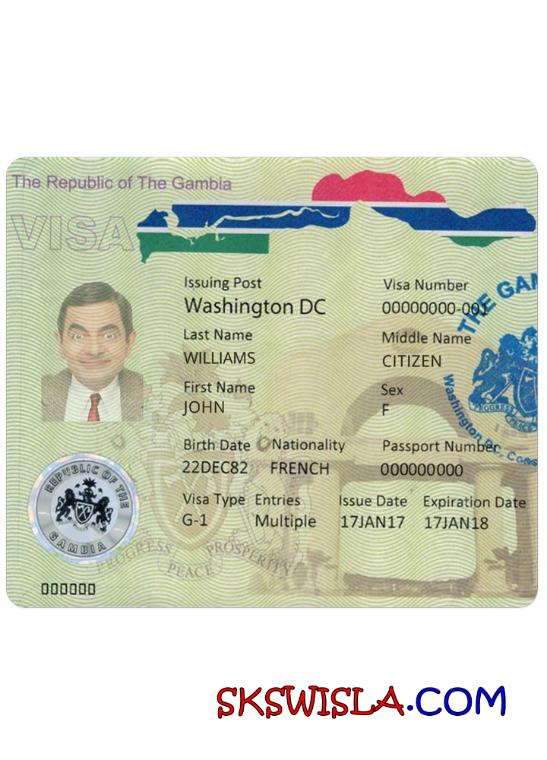 The Republic of The Gambia
VISA
Issuing Post
Visa Number
Washington DC
00000000-001
THE GAM
Last Name
Middle Name
WILLIAMS
CITIZEN
First Name
Sex
JOHN
F
Washington DC, Cons
PROGRESS
PEACE
Birth Date
Nationality
Passport Number
22DEC82
FRENCH
000000000
Visa Type
Entries
Issue Date
Expiration Date
G-1
Multiple
17JAN17
17JAN18
REPUBLIC OF THE
GAMBIA
PROGRESS
PEACE
PROSPERITY
000000
SKSWISLA.COM